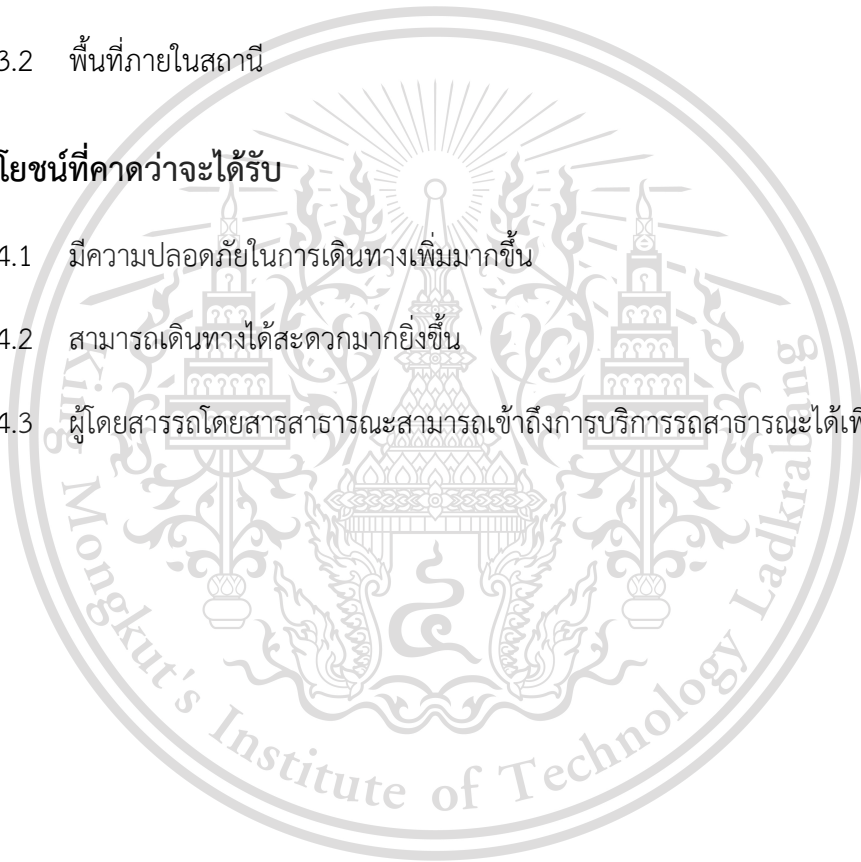 3.2 พื้นที่ภายในสถานี
โยชน์ที่คาดว่าจะได้รับ
4.1 มีความปลอดภัยในการเดินทางเพิ่มมากขึ้น
4.2 สามารถเดินทางได้สะดวกมากยิ่งขึ้น
4.3 ผู้โดยสารรถโดยสารสาธารณะสามารถเข้าถึงการบริการรถสาธารณะได้เพิ
King Mongkut's Institute of Technology Ladkrabang